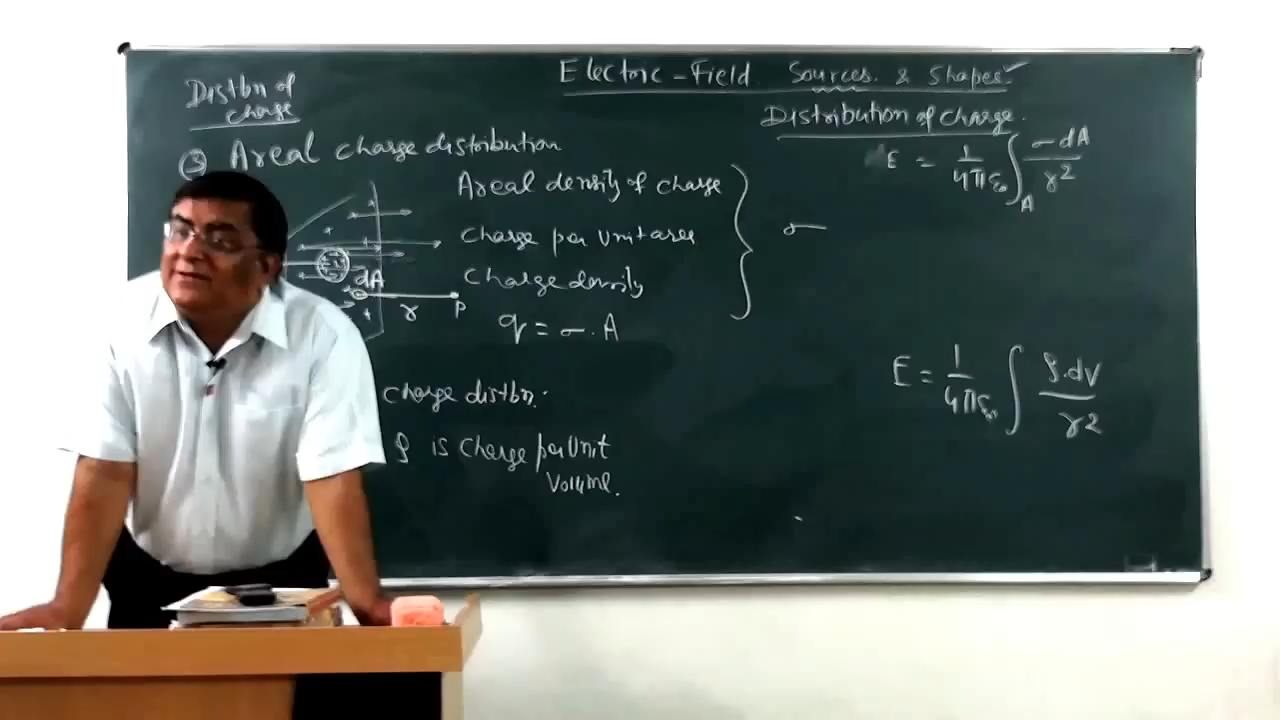 Electric - Field Sources & Shapes
Distribution of Charge.
Distbn of
charge
③ Areal charge distribution
Areal density of charge
Charge per Unit area
Charge density
q = σ . A
σ
dA
r
P
E = 1/4πε₀ ∫_A σ dA / r²
charge distbn.
ρ is Charge per Unit
Volume.
E = 1/4πε₀ ∫ ρ.dv / r²